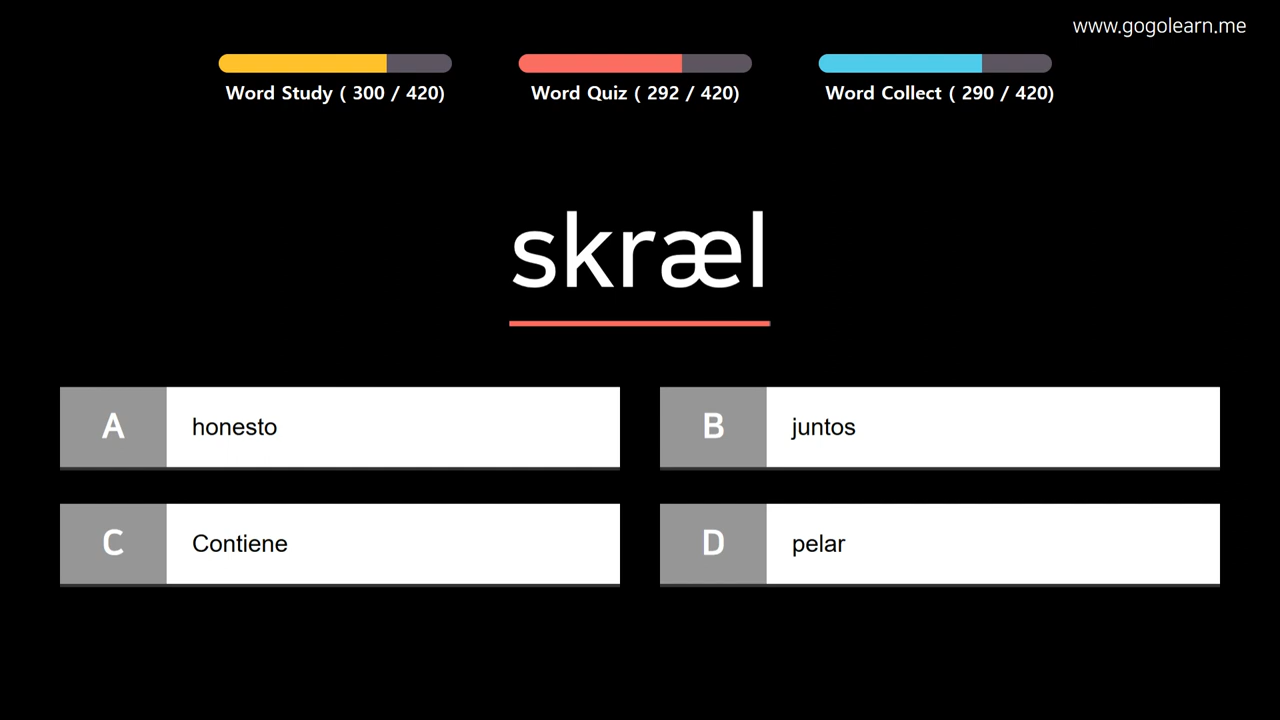 www.gogolearn.me
Word Study ( 300 / 420)
Word Quiz ( 292 / 420)
Word Collect ( 290 / 420)
skræl
A honesto
B juntos
C Contiene
D pelar